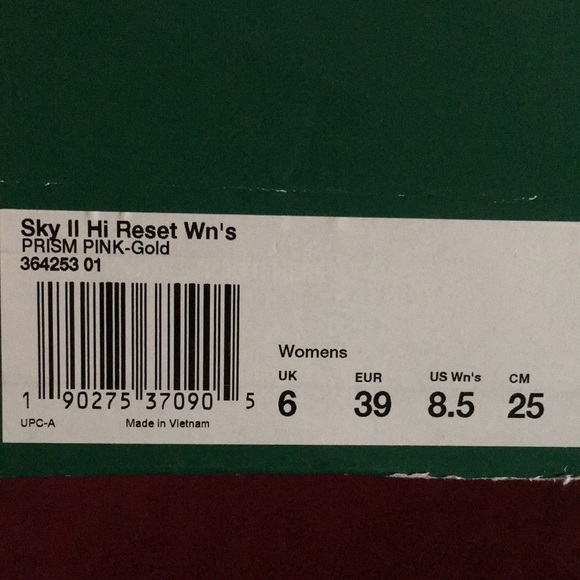 Sky II Hi Reset Wn's
PRISM PINK-Gold
364253 01
Womens
UK EUR US Wn's CM
6 39 8.5 25
1 90275 37090 5
UPC-A Made in Vietnam